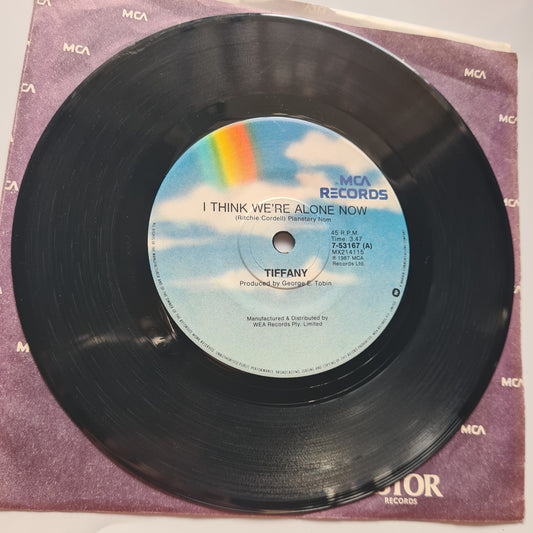 MCA
MCA
MCA
MCA
RECORDS
I THINK WE'RE ALONE NOW
(Ritchie Cordell) Planetery Nom
45 R.P.M.
Time: 3.47
7-53167 (A)
MX214115
℗ 1987 MCA
Records Ltd.
TIFFANY
Produced by George E. Tobin
Manufactured & Distributed by
WEA Records Pty. Limited
MCA
MCA
MCA
MCA
RECORDS